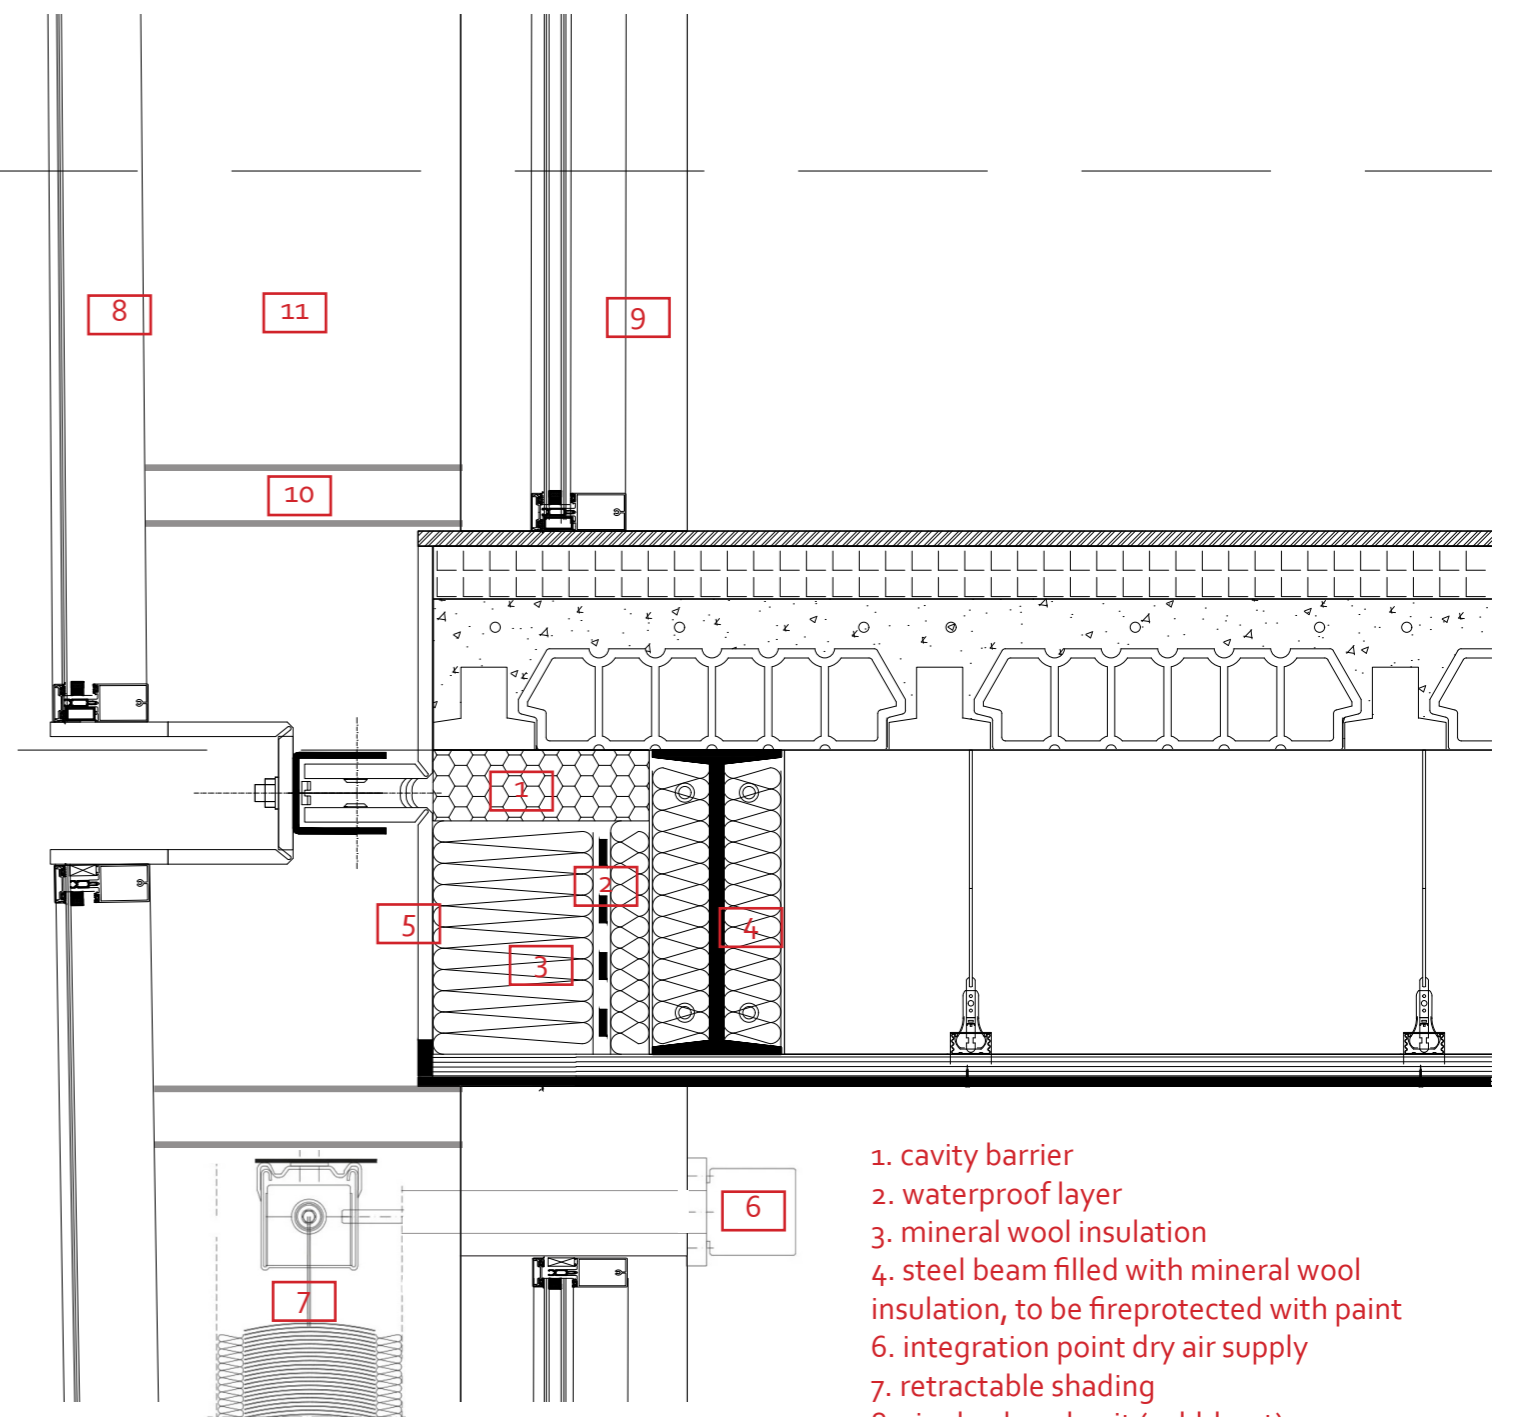 8
11
9
10
1
2
5
4
3
6
7
1. cavity barrier
2. waterproof layer
3. mineral wool insulation
4. steel beam filled with mineral wool
insulation, to be fireprotected with paint
6. integration point dry air supply
7. retractable shading